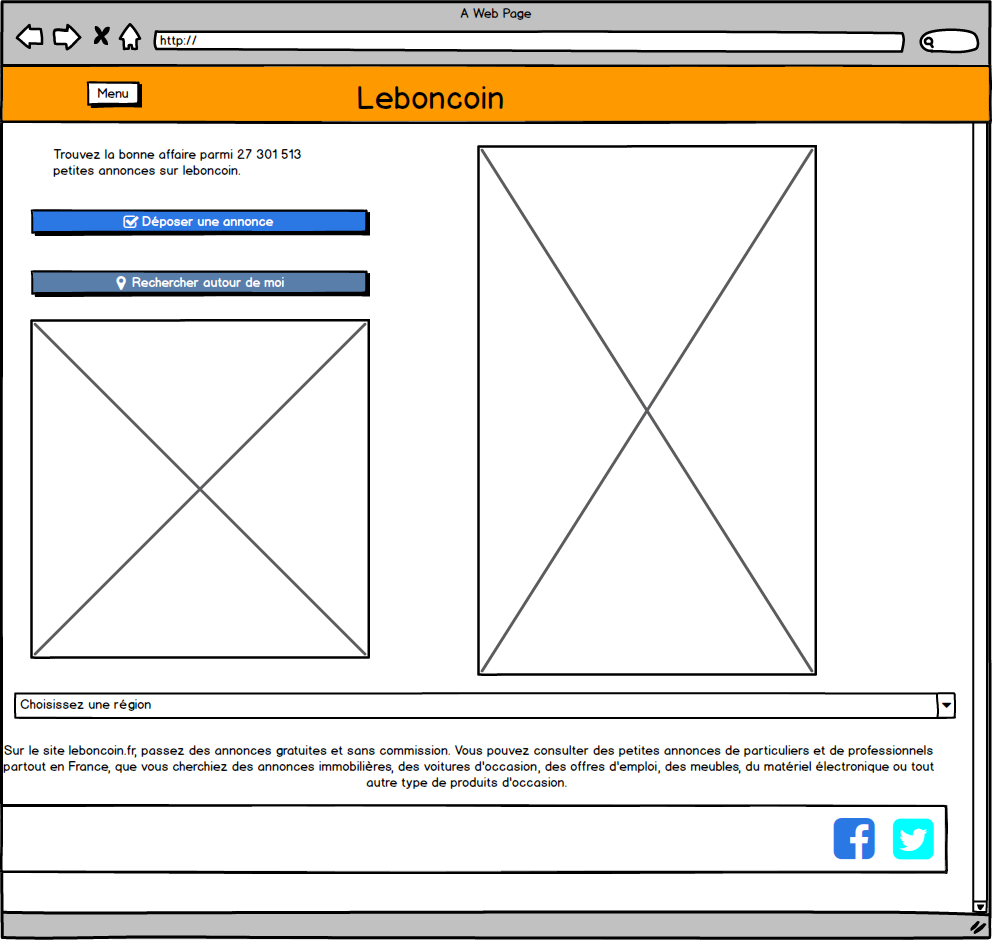 A Web Page
http://
Menu
Leboncoin
Trouvez la bonne affaire parmi 27 301 513
petites annonces sur leboncoin.
Déposer une annonce
Rechercher autour de moi
Choisissez une région
Sur le site leboncoin.fr, passez des annonces gratuites et sans commission. Vous pouvez consulter des petites annonces de particuliers et de professionnels
partout en France, que vous cherchiez des annonces immobilières, des voitures d'occasion, des offres d'emploi, des meubles, du matériel électronique ou tout
autre type de produits d'occasion.